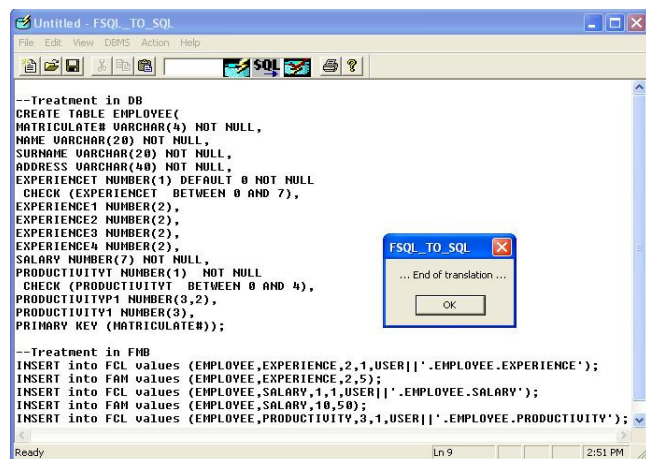 Untitled - FSQL_TO_SQL
File Edit View DBMS Action Help
SQL
--Treatment in DB
CREATE TABLE EMPLOYEE(
MATRICULATE# VARCHAR(4) NOT NULL,
NAME VARCHAR(20) NOT NULL,
SURNAME VARCHAR(20) NOT NULL,
ADDRESS VARCHAR(40) NOT NULL,
EXPERIENCET NUMBER(1) DEFAULT 0 NOT NULL
CHECK (EXPERIENCET BETWEEN 0 AND 7),
EXPERIENCE1 NUMBER(2),
EXPERIENCE2 NUMBER(2),
EXPERIENCE3 NUMBER(2),
EXPERIENCE4 NUMBER(2),
SALARY NUMBER(7) NOT NULL,
PRODUCTIVITYT NUMBER(1) NOT NULL
CHECK (PRODUCTIVITYT BETWEEN 0 AND 4),
PRODUCTIVITYP1 NUMBER(3,2),
PRODUCTIVITY1 NUMBER(3),
PRIMARY KEY (MATRICULATE#));
FSQL_TO_SQL
... End of translation ...
OK
--Treatment in FMB
INSERT into FCL values (EMPLOYEE,EXPERIENCE,2,1,USER||'.EMPLOYEE.EXPERIENCE');
INSERT into FAM values (EMPLOYEE,EXPERIENCE,2,5);
INSERT into FCL values (EMPLOYEE,SALARY,1,1,USER||'.EMPLOYEE.SALARY');
INSERT into FAM values (EMPLOYEE,SALARY,10,50);
INSERT into FCL values (EMPLOYEE,PRODUCTIVITY,3,1,USER||'.EMPLOYEE.PRODUCTIVITY');
Ready Ln 9 2:51 PM